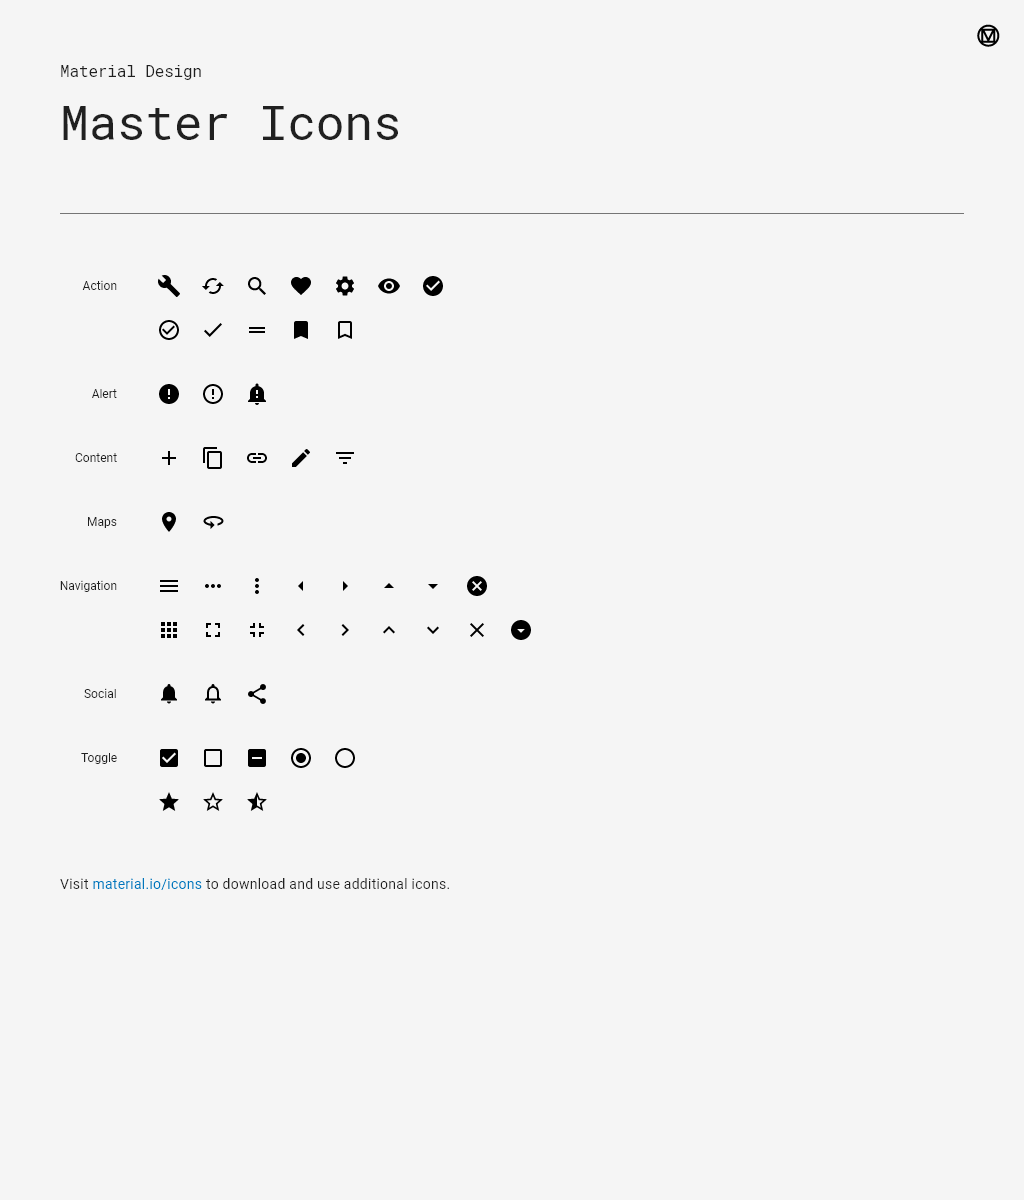 Material Design
Master Icons
Action
Alert
Content
Maps
Navigation
Social
Toggle
Visit material.io/icons to download and use additional icons.